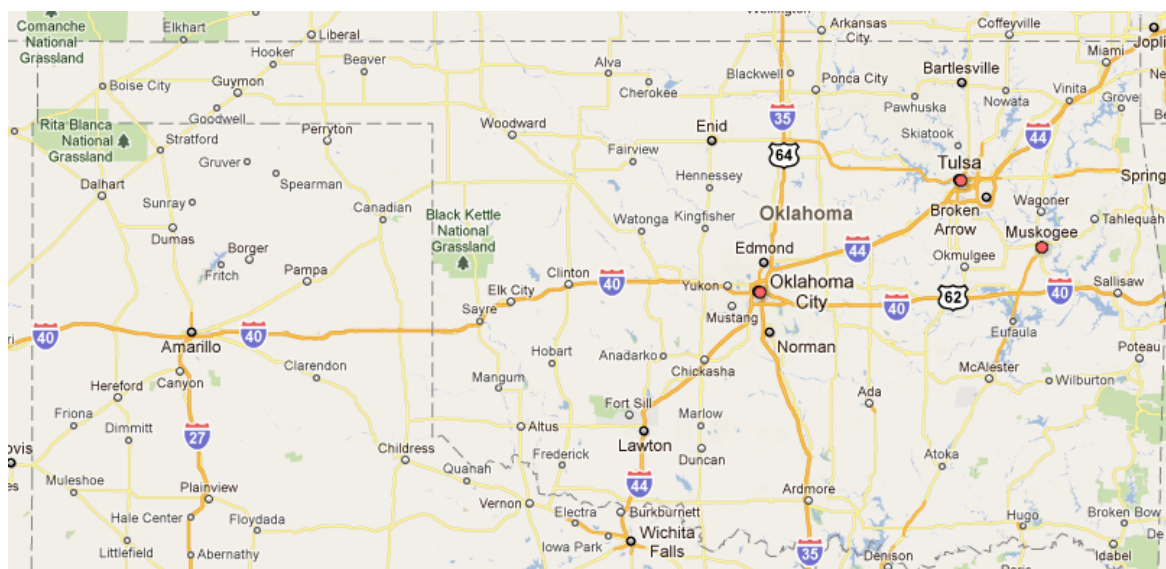 Wellington
Comanche
National
Grassland
Elkhart
Liberal
Arkansas
City
Coffeyville
Joplin
Hooker
Beaver
Alva
Blackwell
Ponca City
Bartlesville
Miami
Boise City
Guymon
Cherokee
Pawhuska
Nowata
Vinita
Grove
Goodwell
35
44
Rita Blanca
National
Grassland
Stratford
Perryton
Woodward
Enid
Skiatook
64
Gruver
Fairview
Tulsa
Dalhart
Spearman
Hennessey
Spring
Sunray
Canadian
Black Kettle
National
Grassland
Watonga
Kingfisher
Oklahoma
Broken
Arrow
Wagoner
Tahlequah
Dumas
Borger
Edmond
44
Muskogee
Fritch
Pampa
Clinton
40
Yukon
Oklahoma
City
Okmulgee
62
40
Sallisaw
Elk City
Sayre
Mustang
40
40
40
Amarillo
Norman
Eufaula
Hobart
Anadarko
Chickasha
Poteau
Clarendon
Hereford
Canyon
Mangum
McAlester
Wilburton
Friona
Dimmitt
Fort Sill
Marlow
Ada
27
Altus
Lawton
ovis
Childress
Frederick
Duncan
Atoka
Quanah
Muleshoe
Plainview
44
Ardmore
Vernon
Hale Center
Floydada
Electra
Burkburnett
Hugo
Broken Bow
De
Wichita
Falls
Iowa Park
Littlefield
Abernathy
35
Denison
Idabel